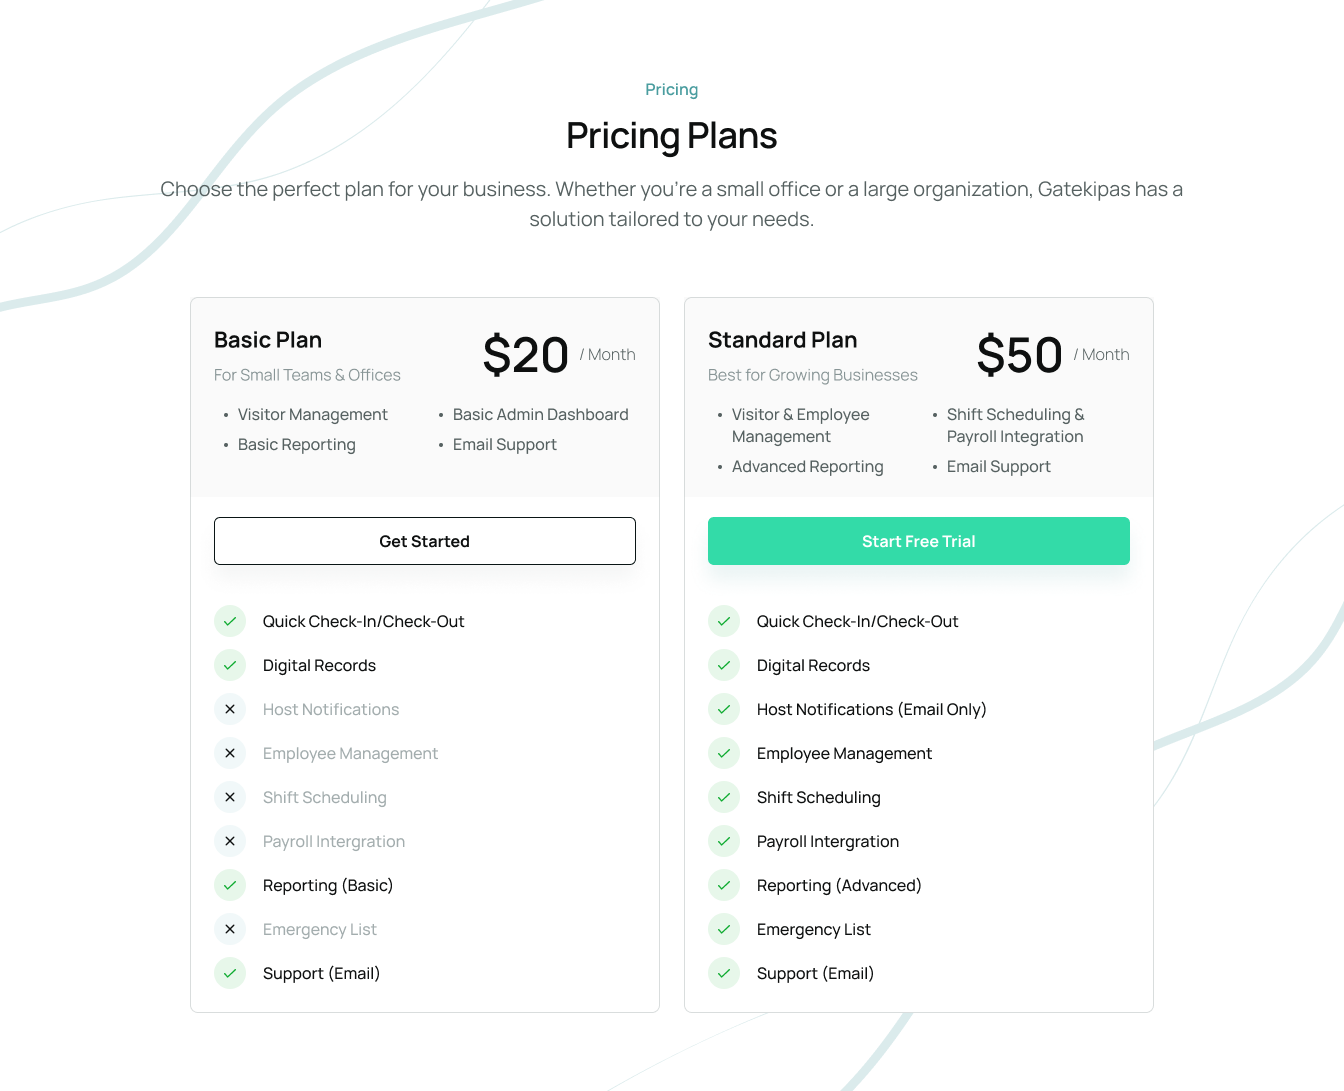 Pricing
Pricing Plans
Choose the perfect plan for your business. Whether you're a small office or a large organization, Gatekipas has a
solution tailored to your needs.
Basic Plan
$20 / Month
For Small Teams & Offices
• Visitor Management
• Basic Admin Dashboard
• Basic Reporting
• Email Support
Get Started
Quick Check-In/Check-Out
Digital Records
Host Notifications
Employee Management
Shift Scheduling
Payroll Intergration
Reporting (Basic)
Emergency List
Support (Email)
Standard Plan
$50 / Month
Best for Growing Businesses
• Visitor & Employee
Management
• Shift Scheduling &
Payroll Integration
• Advanced Reporting
• Email Support
Start Free Trial
Quick Check-In/Check-Out
Digital Records
Host Notifications (Email Only)
Employee Management
Shift Scheduling
Payroll Intergration
Reporting (Advanced)
Emergency List
Support (Email)